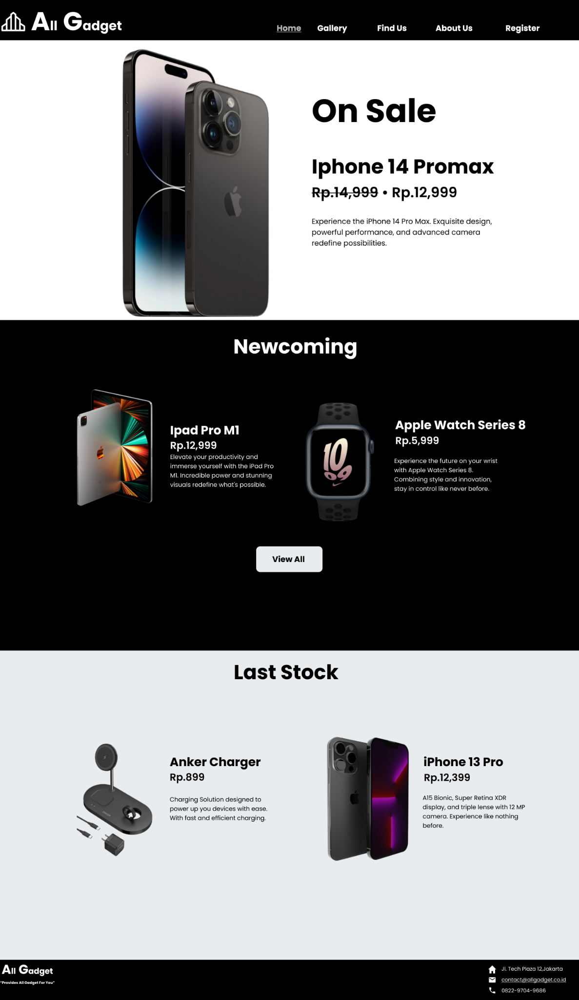 All Gadget
Home Gallery Find Us About Us Register
On Sale
Iphone 14 Promax
Rp.14,999 • Rp.12,999
Experience the iPhone 14 Pro Max. Exquisite design,
powerful performance, and advanced camera
redefine possibilities.
Newcoming
Ipad Pro M1
Rp.12,999
Elevate your productivity and
immerse yourself with the iPad Pro
M1. Incredible power and stunning
visuals redefine what's possible.
10
09
Apple Watch Series 8
Rp.5,999
Experience the future on your wrist
with Apple Watch Series 8.
Combining style and innovation,
stay in control like never before.
View All
Last Stock
ANKER
Anker Charger
Rp.899
Charging Solution designed to
power up you devices with ease.
With fast and efficient charging.
iPhone 13 Pro
Rp.12,399
A15 Bionic, Super Retina XDR
display, and triple lense with 12 MP
camera. Experience like nothing
before.
All Gadget
"Provides All Gadget For You"
Jl. Tech Plaza 12,Jakarta
contact@allgadget.co.id
0822-9704-9686